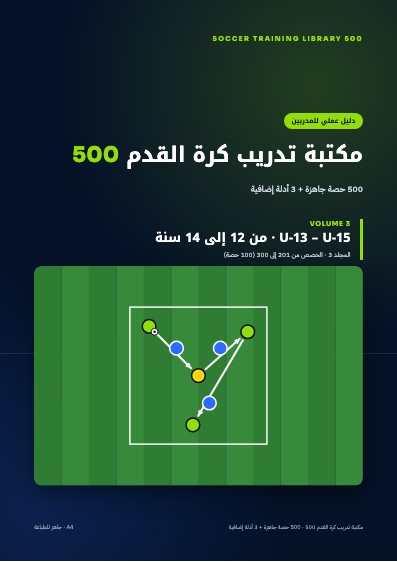 SOCCER TRAINING LIBRARY 500
دليل عملي للمدربين
مكتبة تدريب كرة القدم 500
500 حصة جاهزة + 3 أدلة إضافية
VOLUME 3
U-13 – U-15 · من 12 إلى 14 سنة
المجلد 3 · الحصص من 201 إلى 300 (100 حصة)
مكتبة تدريب كرة القدم 500 · 500 حصة جاهزة + 3 أدلة إضافية
A4 · جاهز للطباعة